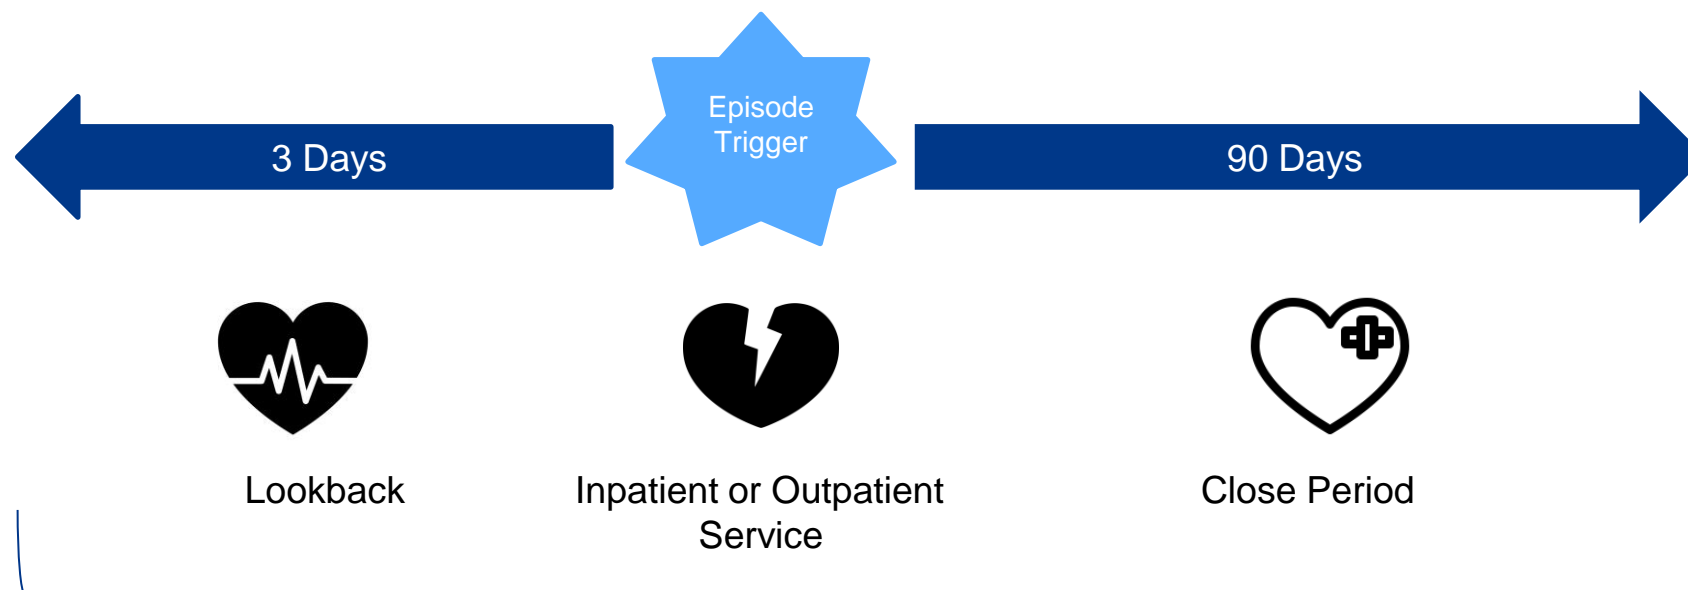 Episode
Trigger
3 Days
90 Days
Lookback
Inpatient or Outpatient
Service
Close Period